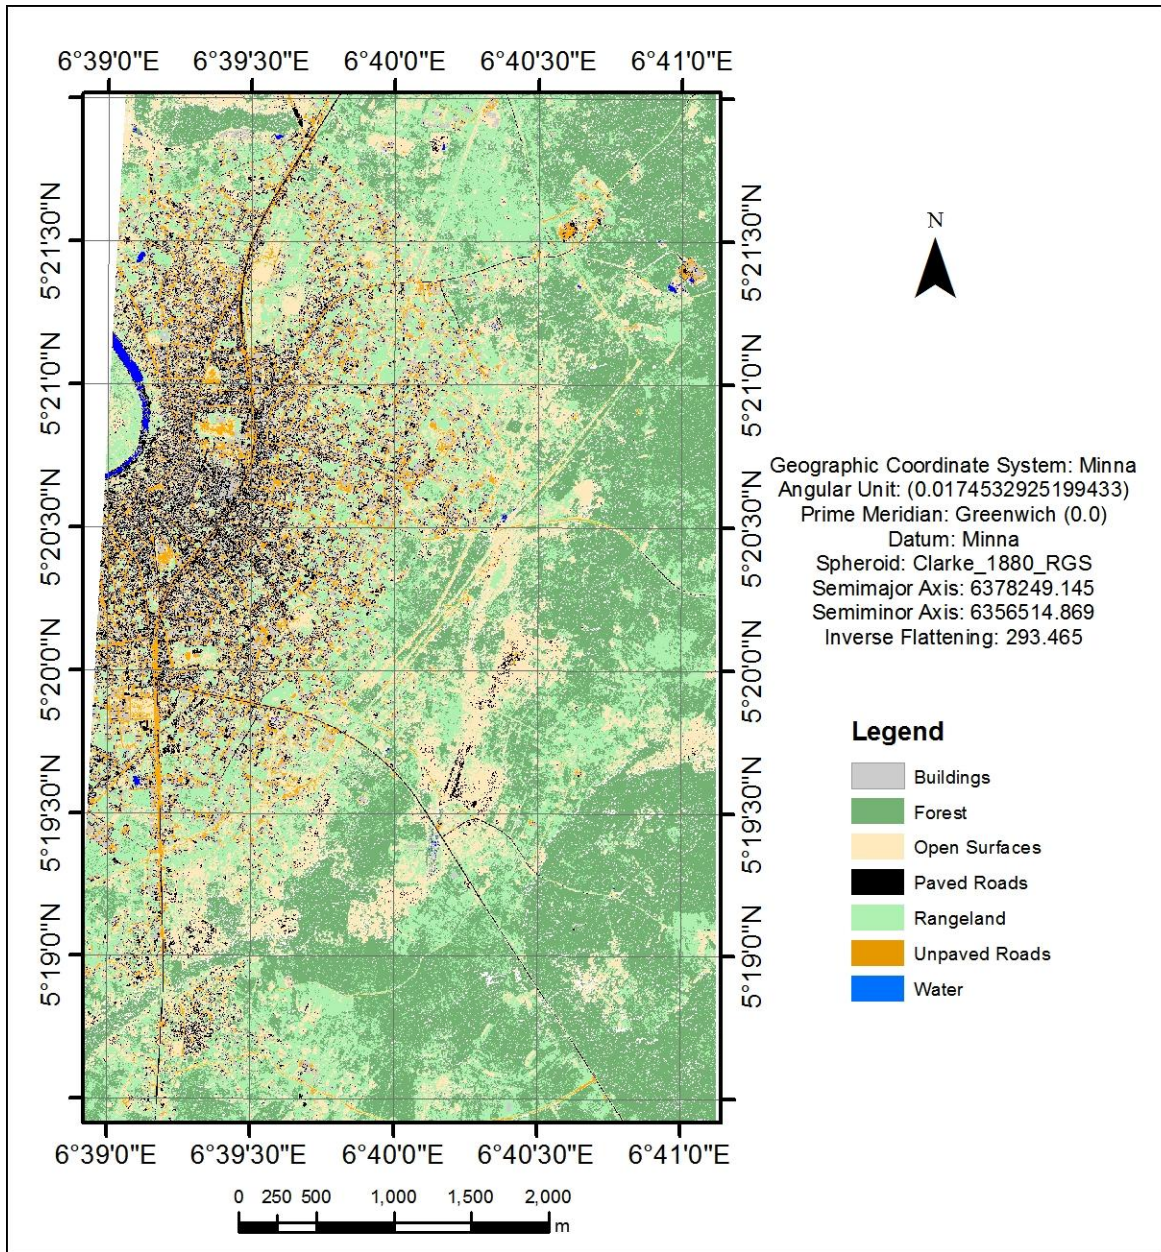 6°39'0"E 6°39'30"E 6°40'0"E 6°40'30"E 6°41'0"E
5°21'30"N
5°21'0"N
5°20'30"N
5°20'0"N
5°19'30"N
5°19'0"N
5°21'30"N
5°21'0"N
5°20'30"N
5°20'0"N
5°19'30"N
5°19'0"N
6°39'0"E 6°39'30"E 6°40'0"E 6°40'30"E 6°41'0"E
0 250 500 1,000 1,500 2,000
m
N
Geographic Coordinate System: Minna
Angular Unit: (0.0174532925199433)
Prime Meridian: Greenwich (0.0)
Datum: Minna
Spheroid: Clarke_1880_RGS
Semimajor Axis: 6378249.145
Semiminor Axis: 6356514.869
Inverse Flattening: 293.465
Legend
Buildings
Forest
Open Surfaces
Paved Roads
Rangeland
Unpaved Roads
Water